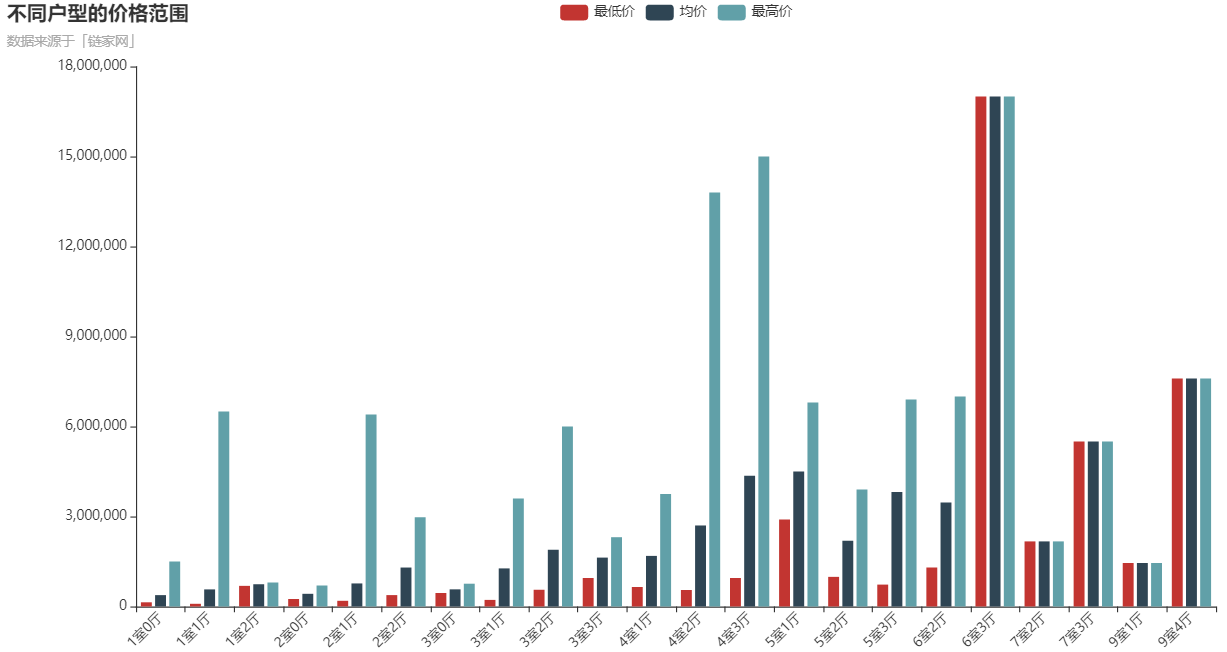 不同户型的价格范围
数据来源于「链家网」
最低价 均价 最高价
18,000,000
15,000,000
12,000,000
9,000,000
6,000,000
3,000,000
0
1室0厅 1室1厅 1室2厅 2室0厅 2室1厅 2室2厅 3室0厅 3室1厅 3室2厅 3室3厅 4室1厅 4室2厅 4室3厅 5室1厅 5室2厅 5室3厅 6室2厅 6室3厅 7室2厅 7室3厅 9室1厅 9室4厅